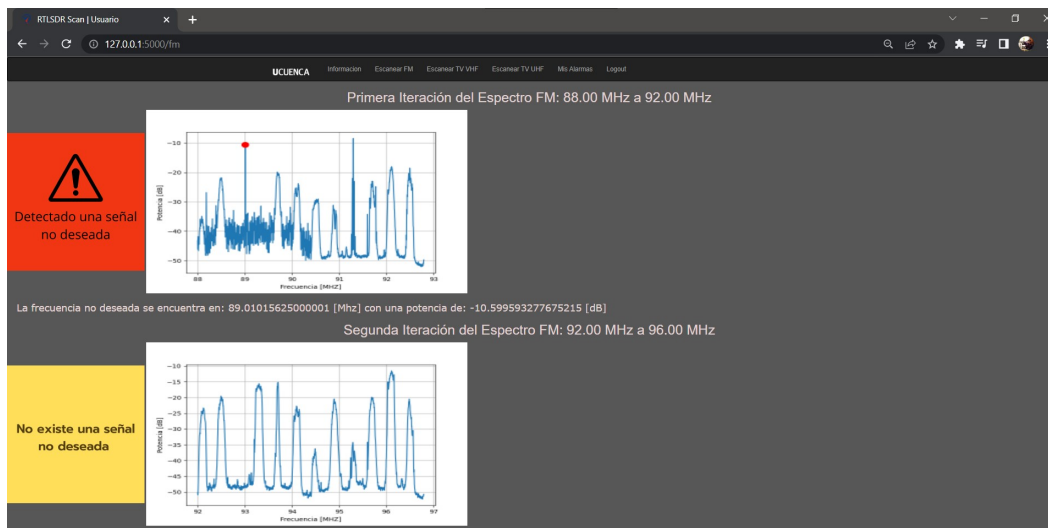 RTLSDR Scan | Usuario
127.0.0.1:5000/fm
UCUENCA Informacion Escanear FM Escanear TV VHF Escanear TV UHF Mis Alarmas Logout
Primera Iteración del Espectro FM: 88.00 MHz a 92.00 MHz
Detectado una señal
no deseada
Potencia [dB]
−10
−20
−30
−40
−50
88 89 90 91 92 93
Frecuencia [MHZ]
La frecuencia no deseada se encuentra en: 89.01015625000001 [Mhz] con una potencia de: -10.599593277675215 [dB]
Segunda Iteración del Espectro FM: 92.00 MHz a 96.00 MHz
No existe una señal
no deseada
Potencia [dB]
−10
−15
−20
−25
−30
−35
−40
−45
−50
92 93 94 95 96 97
Frecuencia [MHZ]